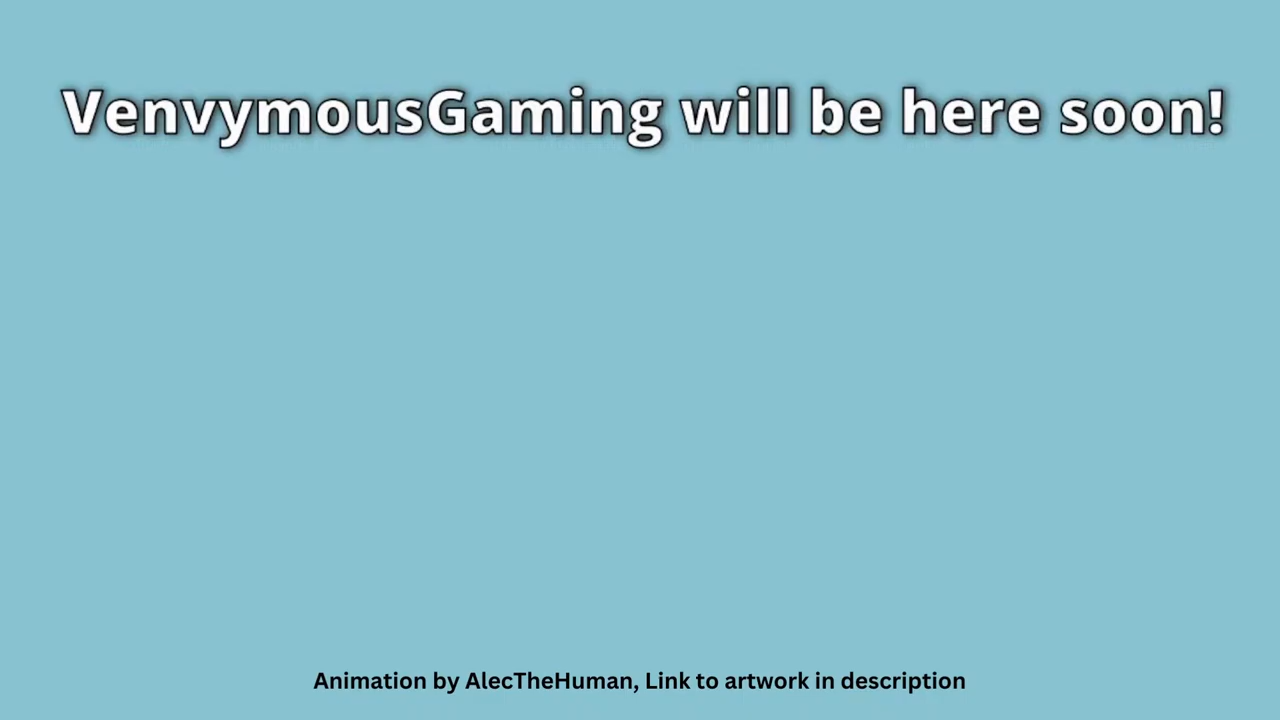 VenvymousGaming will be here soon!
Animation by AlecTheHuman, Link to artwork in description